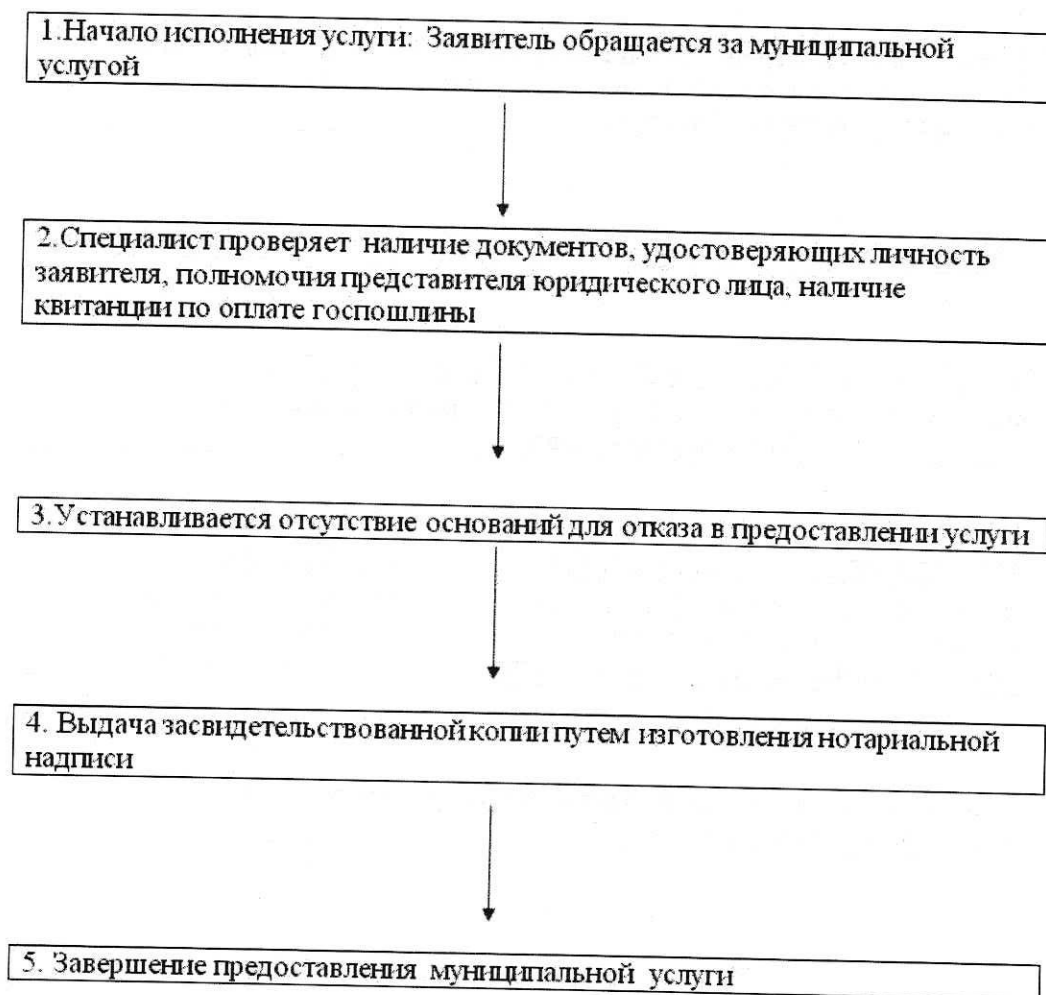 1.Начало исполнения услуги: Заявитель обращается за муниципальной
услугой
2.Специалист проверяет наличие документов, удостоверяющих личность
заявителя, полномочия представителя юридического лица, наличие
квитанции по оплате госпошлины
3.Устанавливается отсутствие оснований для отказа в предоставлении услуги
4. Выдача засвидетельствованной копии путем изготовления нотариальной
надписи
5. Завершение предоставления муниципальной услуги